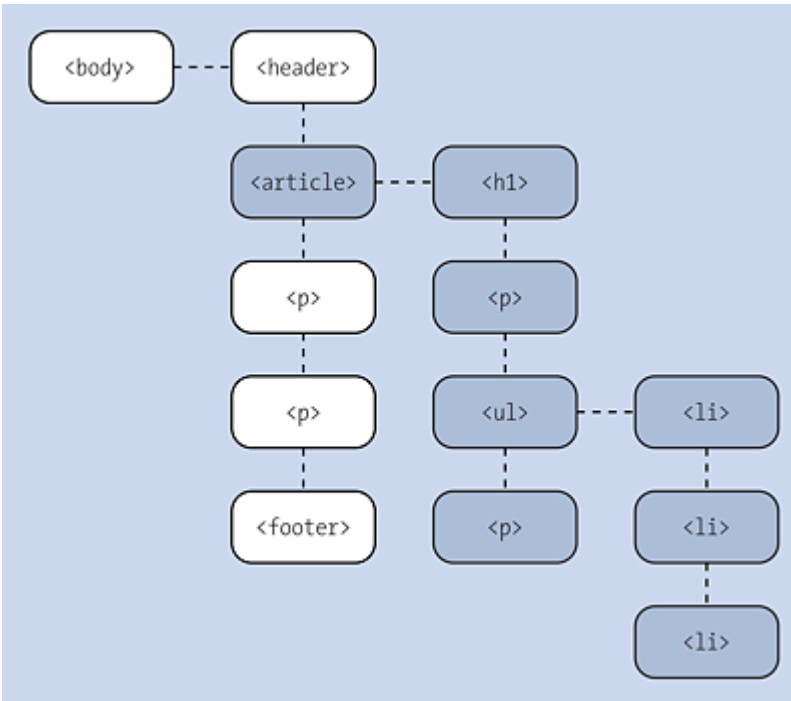 <body>
<header>
<article>
<h1>
<p>
<p>
<p>
<ul>
<li>
<footer>
<p>
<li>
<li>